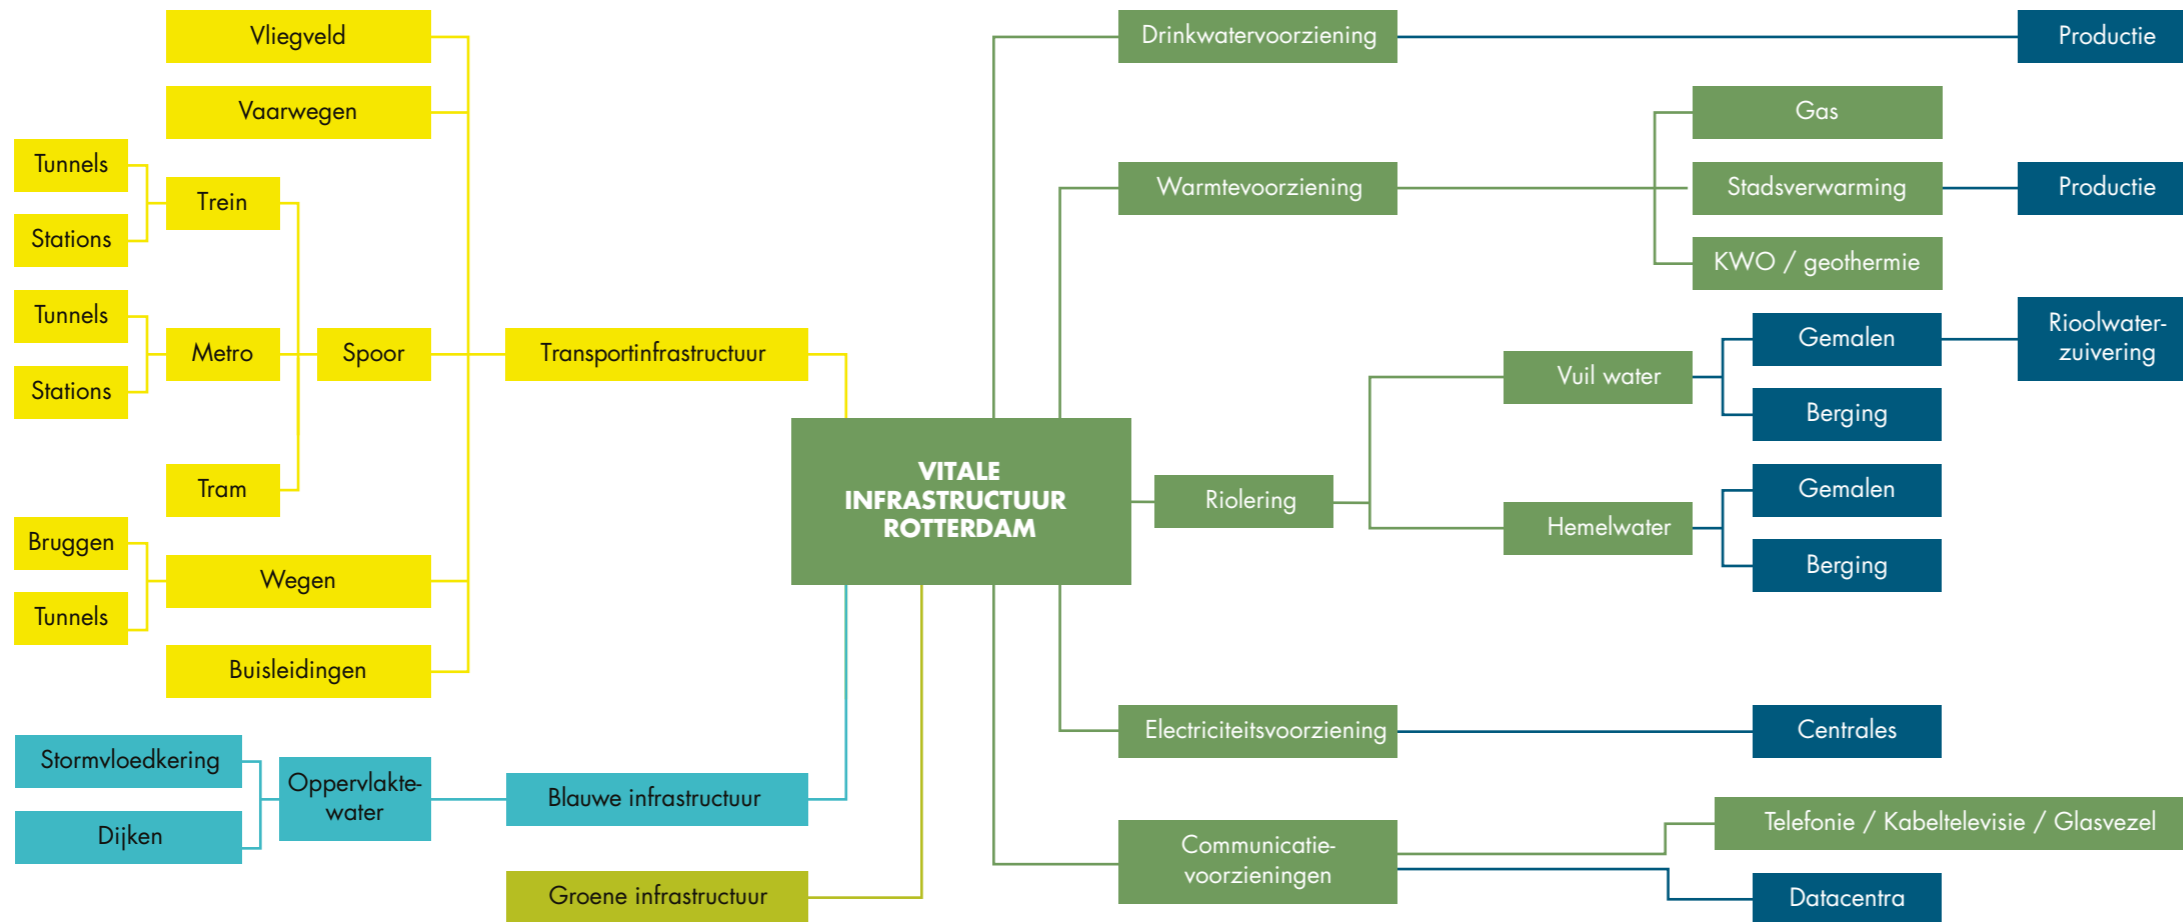 Vliegveld
Vaarwegen
Tunnels
Trein
Stations
Tunnels
Metro
Spoor
Transportinfrastructuur
Stations
Tram
Bruggen
Wegen
Tunnels
Buisleidingen
Stormvloedkering
Oppervlakte-
water
Blauwe infrastructuur
Dijken
Groene infrastructuur
VITALE
INFRASTRUCTUUR
ROTTERDAM
Drinkwatervoorziening
Productie
Gas
Warmtevoorziening
Stadsverwarming
Productie
KWO / geothermie
Riolering
Vuil water
Gemalen
Rioolwater-
zuivering
Berging
Hemelwater
Gemalen
Berging
Electriciteitsvoorziening
Centrales
Communicatie-
voorzieningen
Telefonie / Kabeltelevisie / Glasvezel
Datacentra